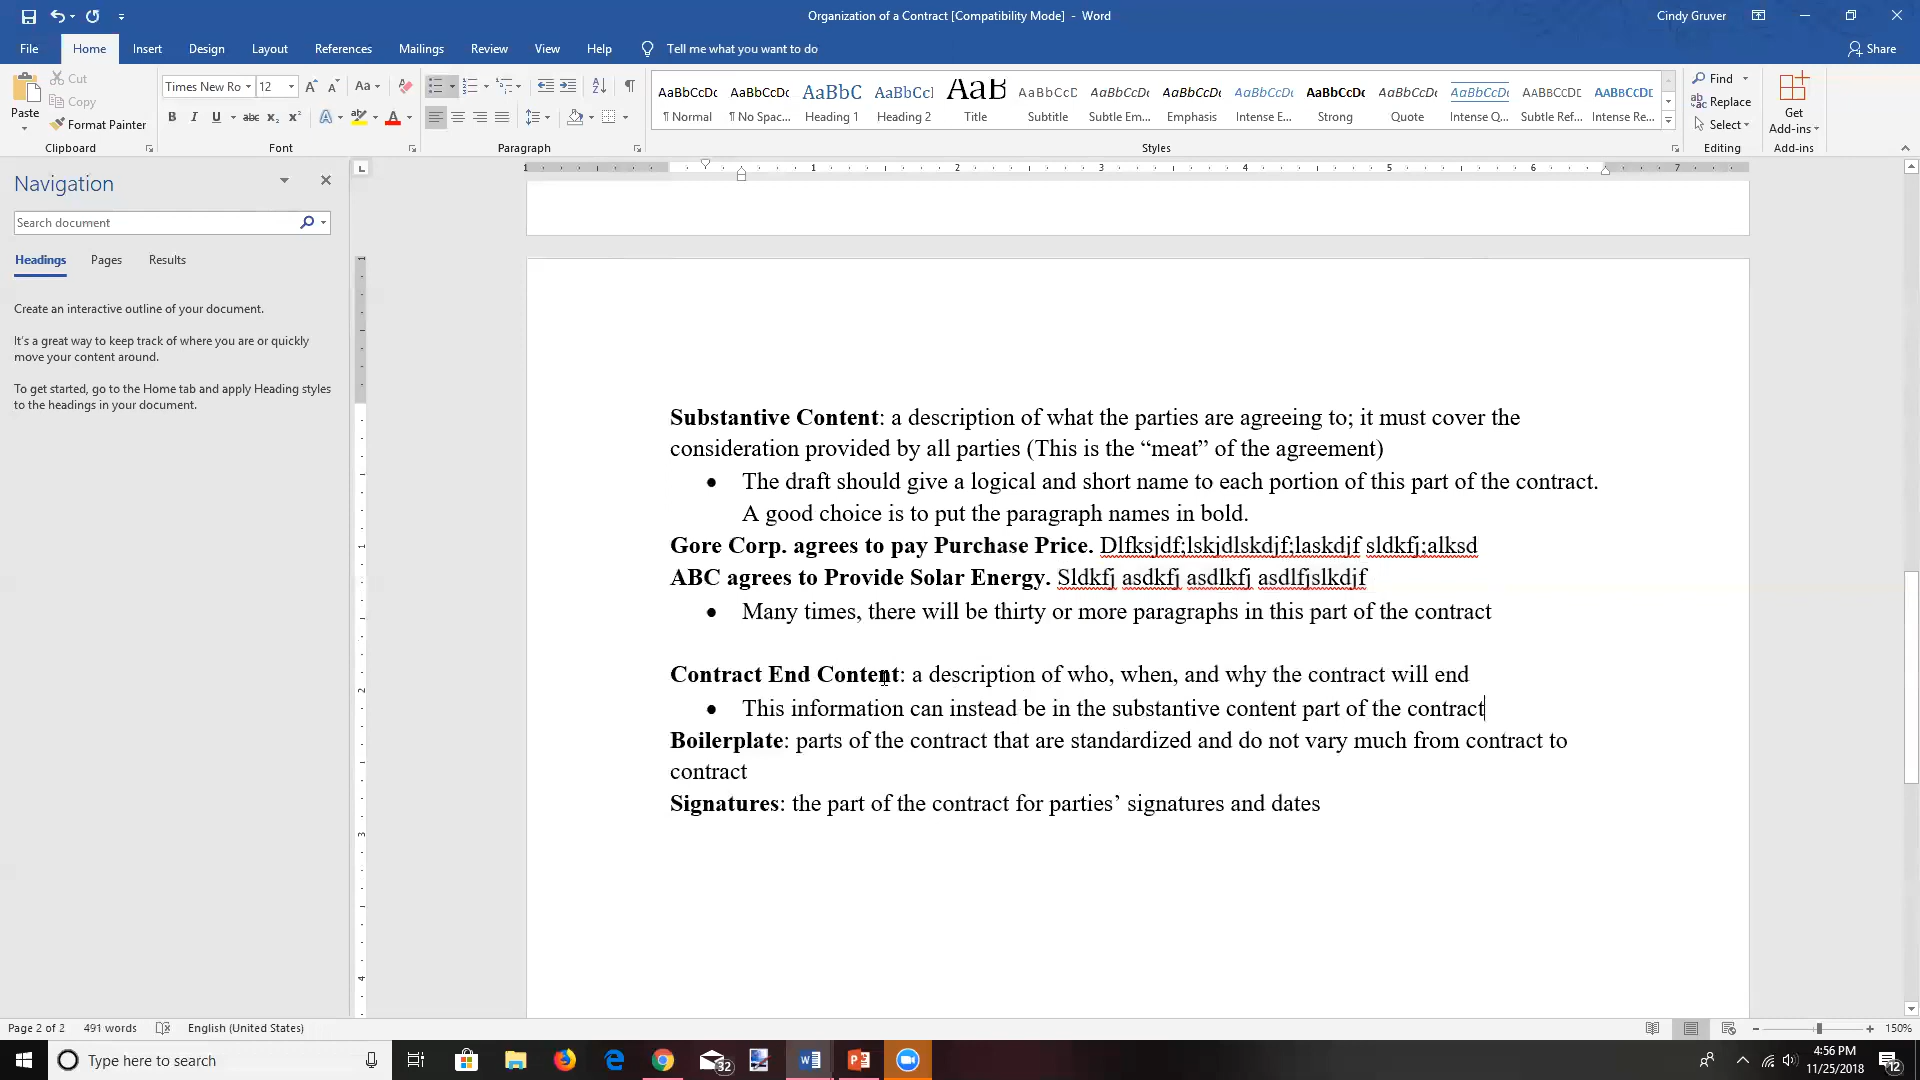 Organization of a Contract [Compatibility Mode] - Word
Cindy Gruver
File Home Insert Design Layout References Mailings Review View Help Tell me what you want to do Share
Cut
Copy
Format Painter
Paste
Clipboard
Times New Ro 12
Font
Paragraph
AaBbCcDc AaBbCcDc AaBbC AaBbCcI AaB AaBbCcD AaBbCcDc AaBbCcDc AaBbCcDc AaBbCcDc AaBbCcDc AaBbCcDc AABBCCDE AABBCCDE
¶ Normal ¶ No Spac... Heading 1 Heading 2 Title Subtitle Subtle Em... Emphasis Intense E... Strong Quote Intense Q... Subtle Ref... Intense Re...
Styles
Find
Replace
Select
Editing
Get
Add-ins
Add-ins
Navigation
Search document
Headings Pages Results
Create an interactive outline of your document.
It's a great way to keep track of where you are or quickly
move your content around.
To get started, go to the Home tab and apply Heading styles
to the headings in your document.
1 1 2 3 4 5 6 7
Substantive Content: a description of what the parties are agreeing to; it must cover the
consideration provided by all parties (This is the “meat” of the agreement)
• The draft should give a logical and short name to each portion of this part of the contract.
A good choice is to put the paragraph names in bold.
Gore Corp. agrees to pay Purchase Price. Dlfksjdf;lskjdlskdjf;laskdjf sldkfj;alksd
ABC agrees to Provide Solar Energy. Sldkfj asdkfj asdlkfj asdlfjslkdjf
• Many times, there will be thirty or more paragraphs in this part of the contract
Contract End Content: a description of who, when, and why the contract will end
• This information can instead be in the substantive content part of the contract
Boilerplate: parts of the contract that are standardized and do not vary much from contract to
contract
Signatures: the part of the contract for parties’ signatures and dates
Page 2 of 2 491 words English (United States) 150%
Type here to search
32
4:56 PM
11/25/2018
12